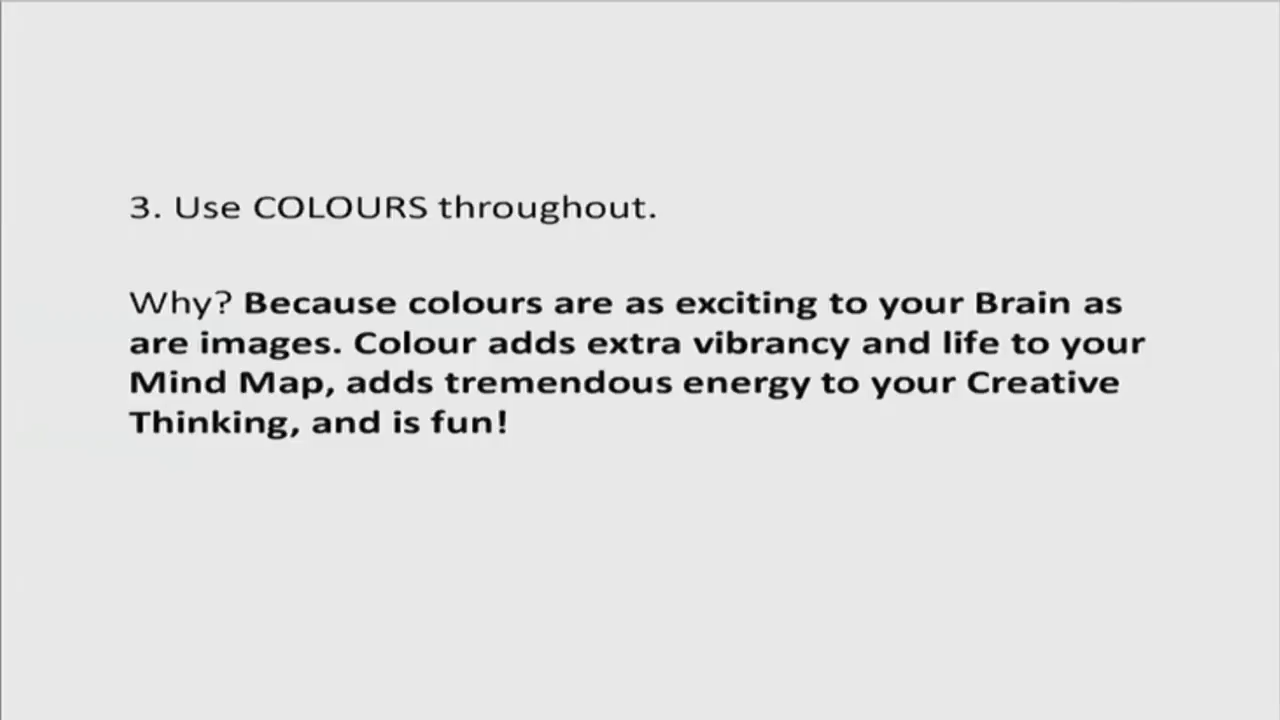 3. Use COLOURS throughout.
Why? Because colours are as exciting to your Brain as
are images. Colour adds extra vibrancy and life to your
Mind Map, adds tremendous energy to your Creative
Thinking, and is fun!